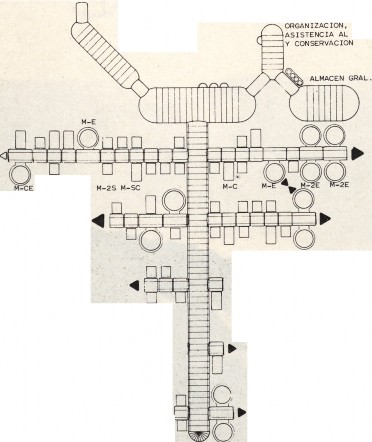 ORGANIZACION,
ASISTENCIA AL
Y CONSERVACION
ALMACEN GRAL.
M-E
M-CE
M-2S M-SC
M-C
M-E
M-2E
M-2E